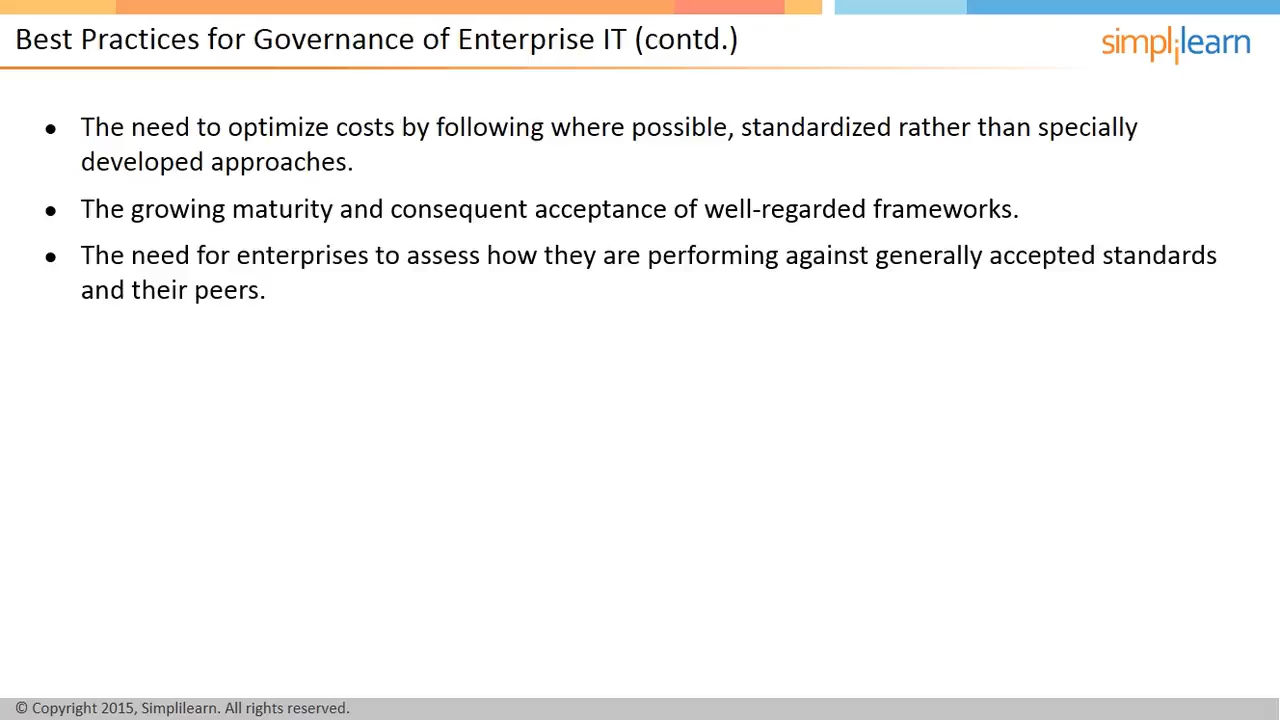 Best Practices for Governance of Enterprise IT (contd.)
simplilearn
● The need to optimize costs by following where possible, standardized rather than specially
developed approaches.
● The growing maturity and consequent acceptance of well-regarded frameworks.
● The need for enterprises to assess how they are performing against generally accepted standards
and their peers.
© Copyright 2015, Simplilearn. All rights reserved.